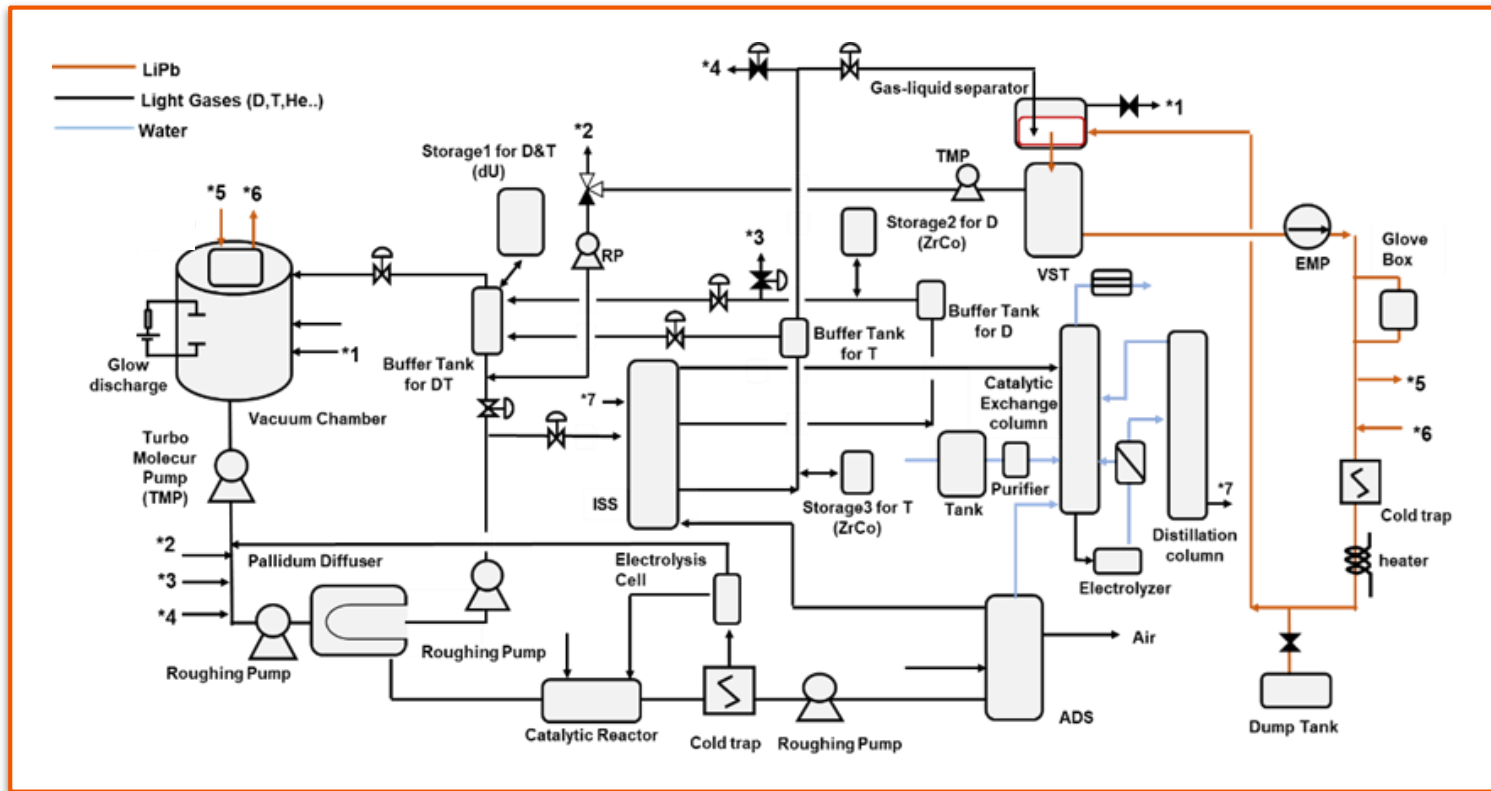 LiPb
Light Gases (D,T,He..)
Water
*4
Gas-liquid separator
*1
*2
Storage1 for D&T
(dU)
TMP
*5
*6
Storage2 for D
(ZrCo)
*3
RP
VST
EMP
Glove
Box
Buffer Tank
for D
Buffer Tank
for T
*1
Glow
discharge
Buffer Tank
for DT
Vacuum Chamber
*7
Catalytic
Exchange
column
*5
*6
Turbo
Molecur
Pump
(TMP)
ISS
Storage3 for T
(ZrCo)
Tank
Purifier
*7
Distillation
column
Cold trap
*2
Pallidum Diffuser
Electrolysis
Cell
heater
*3
Electrolyzer
*4
Roughing Pump
Roughing Pump
Air
Catalytic Reactor
Cold trap
Roughing Pump
ADS
Dump Tank